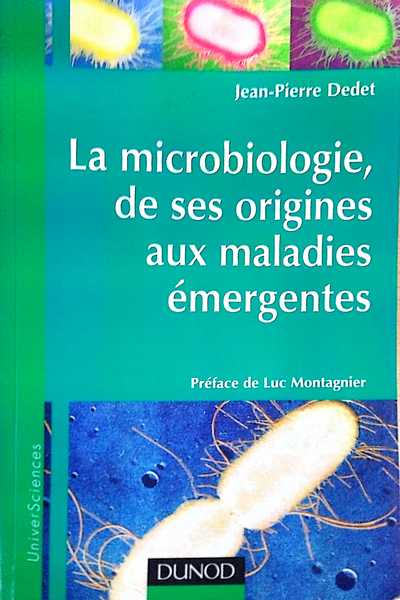 Jean-Pierre Dedet
La microbiologie,
de ses origines
aux maladies
émergentes
Préface de Luc Montagnier
UniverSciences
DUNOD